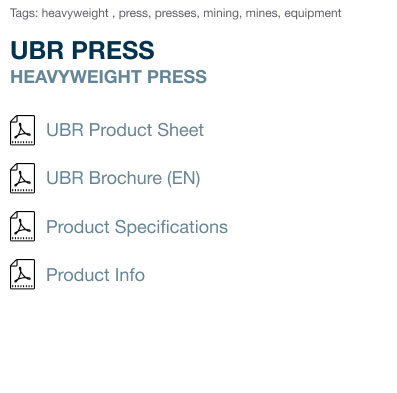 Tags: heavyweight , press, presses, mining, mines, equipment
UBR PRESS
HEAVYWEIGHT PRESS
UBR Product Sheet
UBR Brochure (EN)
Product Specifications
Product Info